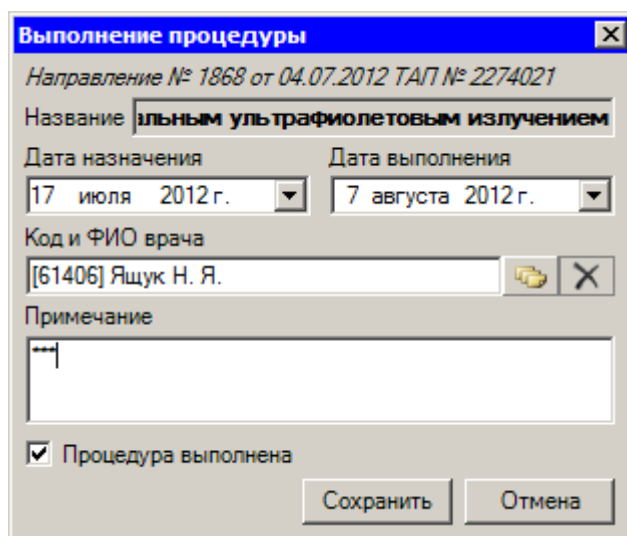 Выполнение процедуры
Направление № 1868 от 04.07.2012 ТАП № 2274021
Название альным ультрафиолетовым излучением
Дата назначения Дата выполнения
17 июля 2012 г. 7 августа 2012 г.
Код и ФИО врача
[61406] Ящук Н. Я.
Примечание
***
Процедура выполнена
Сохранить Отмена